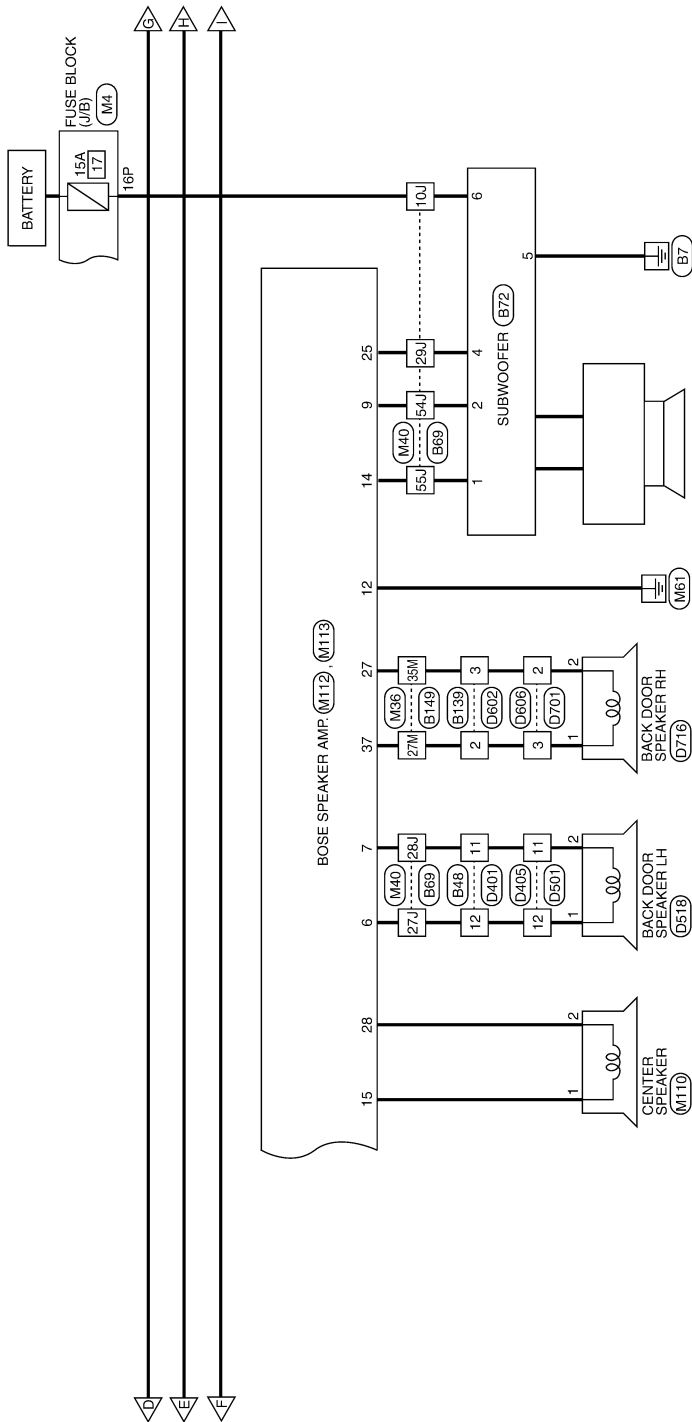 BATTERY
FUSE BLOCK
(J/B)
M4
15A
17
16P
G
H
I
D
E
F
BOSE SPEAKER AMP. M112 , M113
15
28
6
7
37
27
12
14
9
25
27J
M40
28J
B69
27M
M36
35M
B149
55J
M40
54J
29J
10J
B69
12
B48
11
D401
2
B139
3
D602
12
D405
11
D501
3
D606
2
D701
1
2
4
6
SUBWOOFER B72
5
1
2
1
2
1
2
CENTER
SPEAKER
M110
BACK DOOR
SPEAKER LH
D518
BACK DOOR
SPEAKER RH
D716
M61
B7